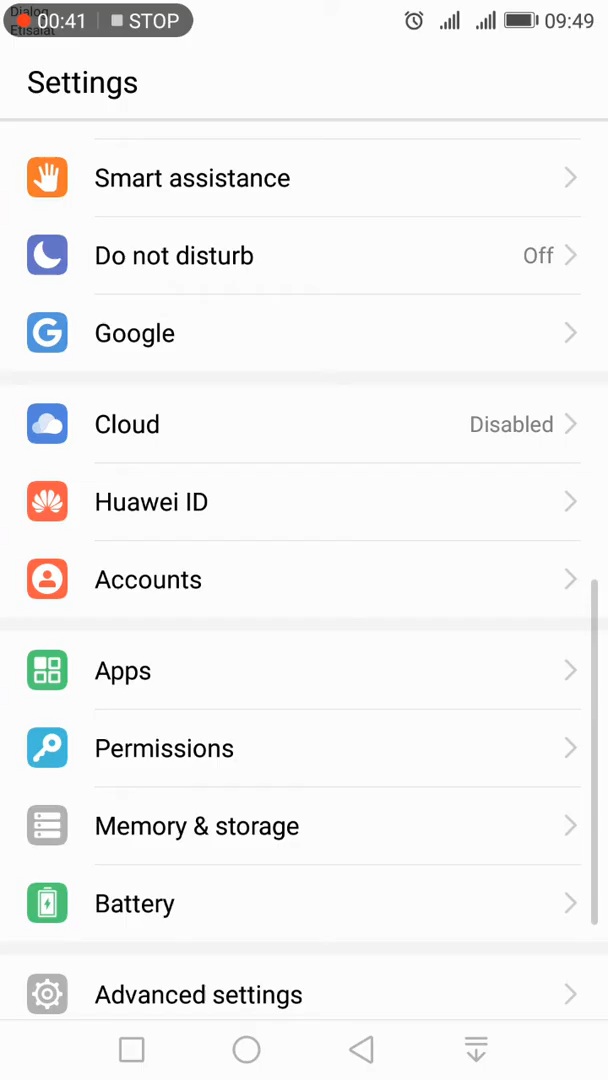 Dialog
Etisalat
00:41 STOP
09:49
Settings
Smart assistance
Do not disturb Off
Google
Cloud Disabled
Huawei ID
Accounts
Apps
Permissions
Memory & storage
Battery
Advanced settings